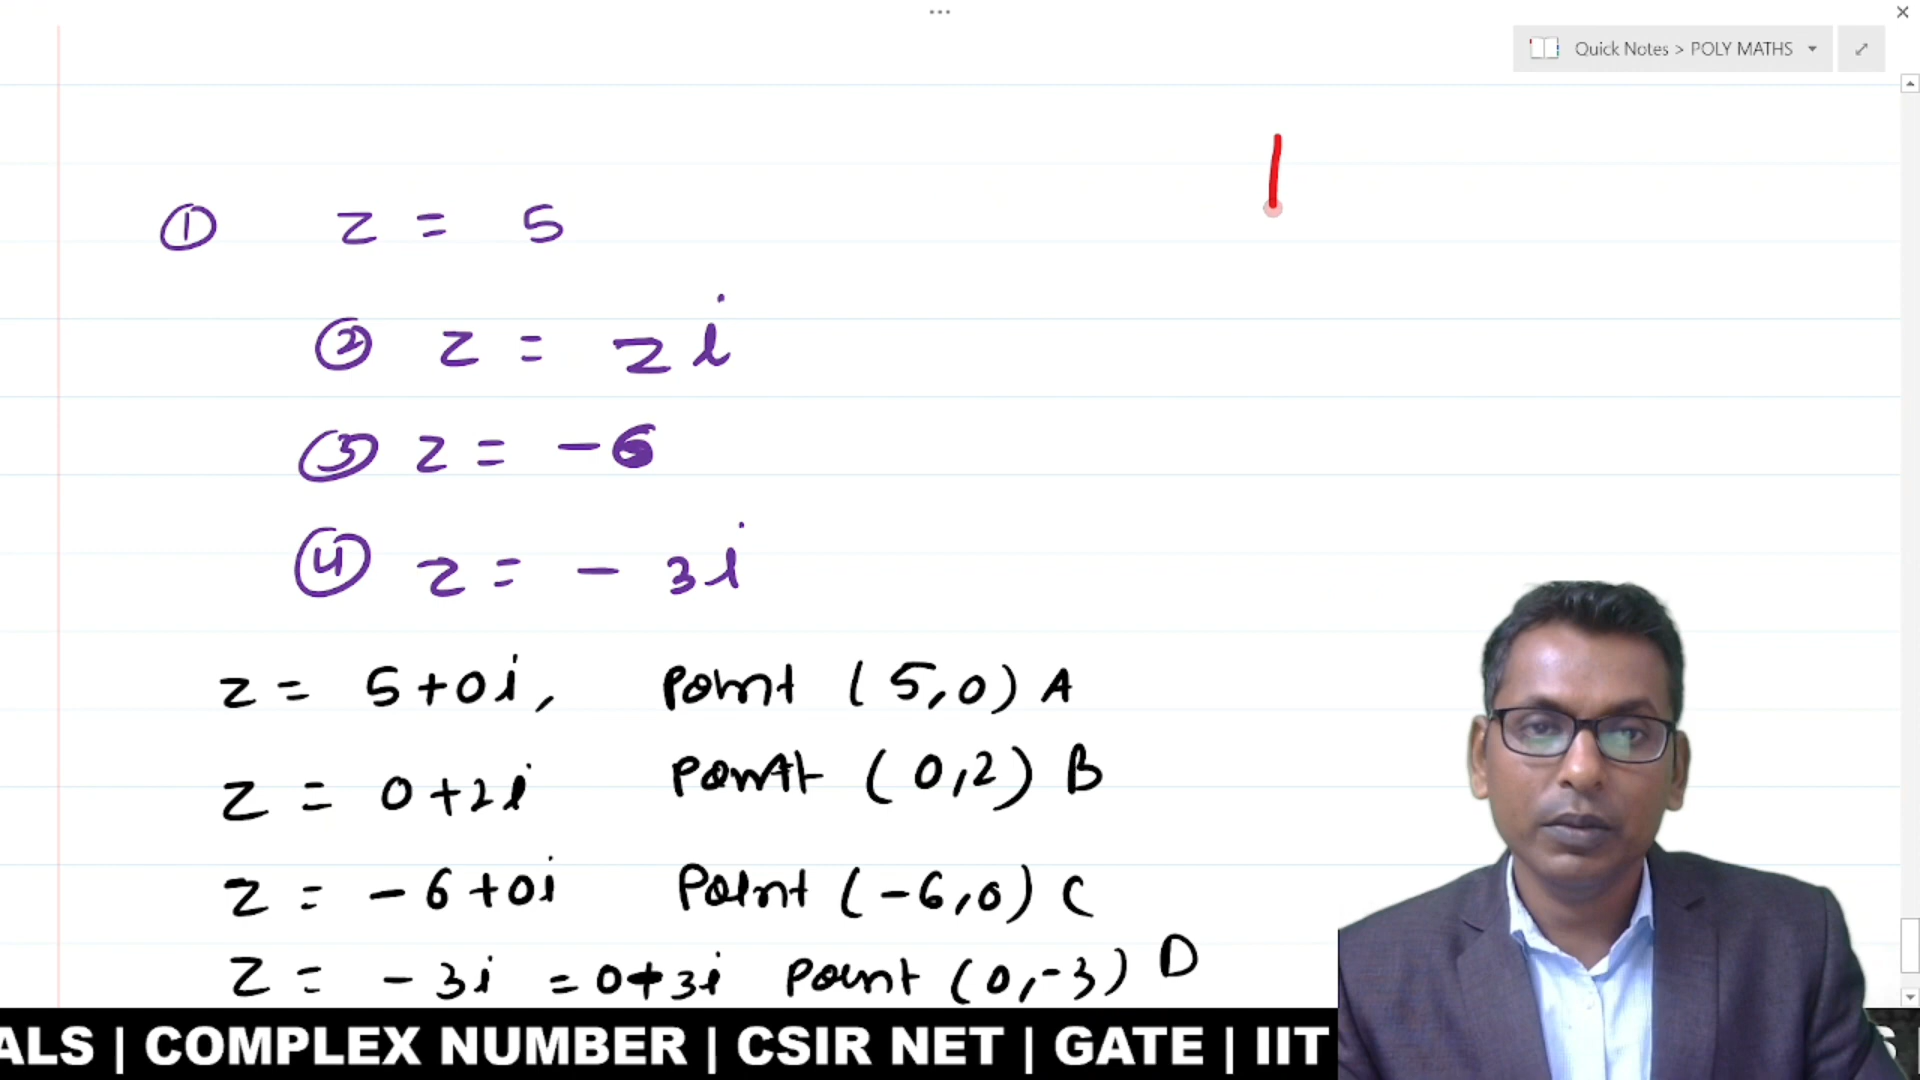 Quick Notes > POLY MATHS
① z = 5
② z = 2i
③ z = -6
④ z = - 3i
z = 5+0i, Point (5,0) A
z = 0+2i Point (0,2) B
z = -6+0i Point (-6,0) C
z = -3i = 0+3i Point (0,-3) D
ALS | COMPLEX NUMBER | CSIR NET | GATE | IIT